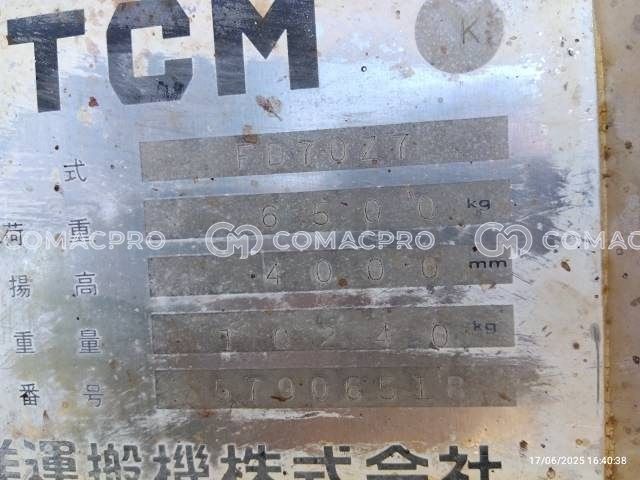 TCM K
式 FD70Z7
荷重 6500 kg
COMACPRO COMACPRO COMACPRO
揚高 4000 mm
重量 10240 kg
番号 5790651
運搬機株式会社
17/06/2025 16:40:38